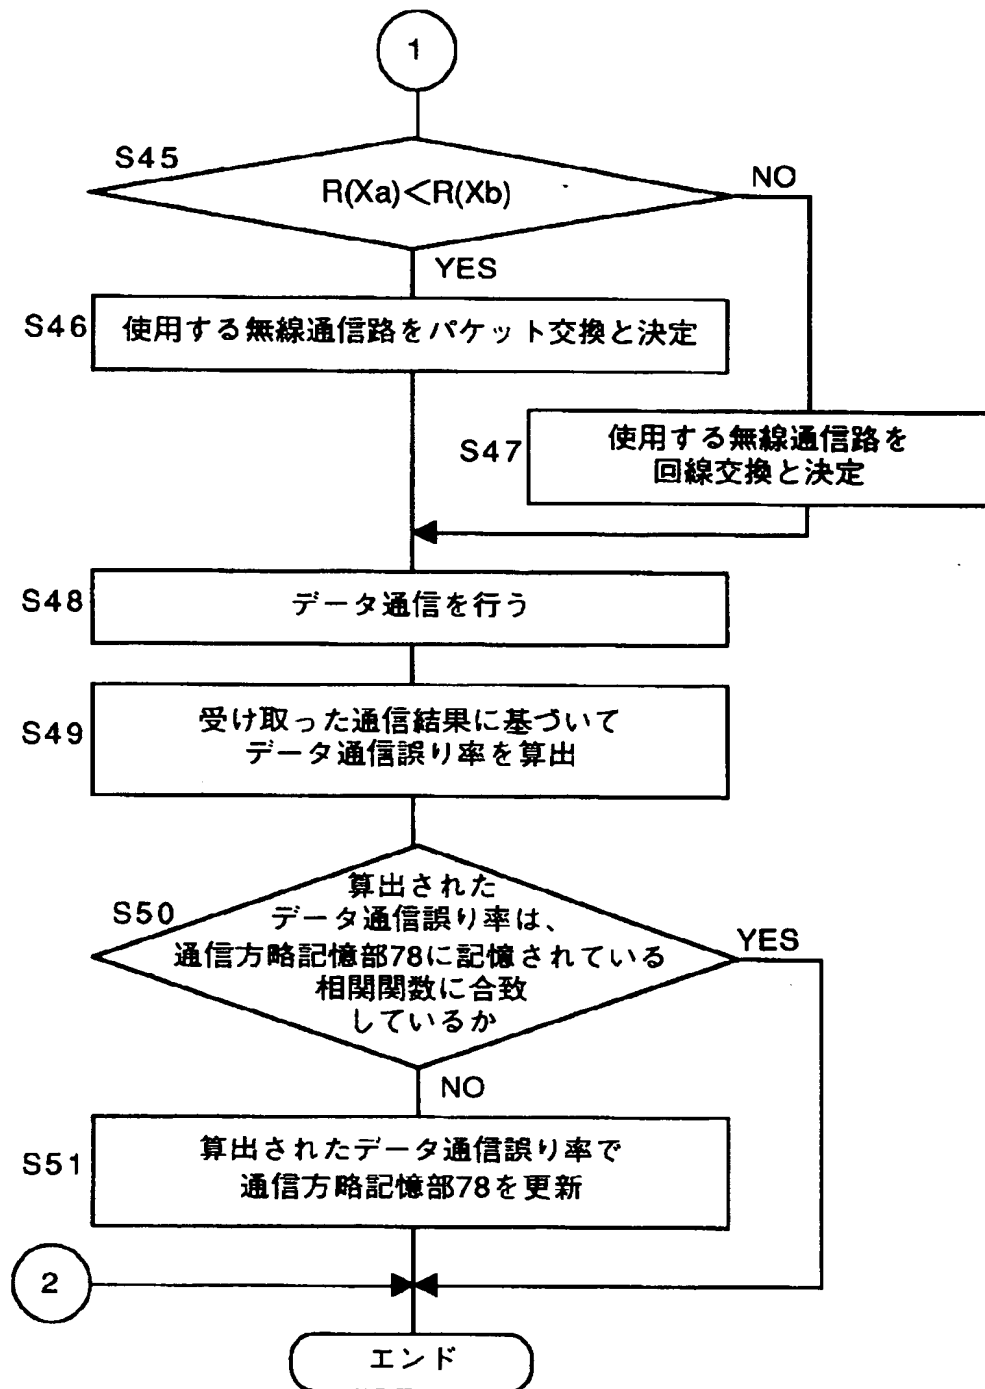 1
S45
R(Xa)<R(Xb)
NO
YES
S46
使用する無線通信路をパケット交換と決定
S47
使用する無線通信路を
回線交換と決定
S48
データ通信を行う
S49
受け取った通信結果に基づいて
データ通信誤り率を算出
S50
算出された
データ通信誤り率は、
通信方略記憶部78に記憶されている
相関関数に合致
しているか
YES
NO
S51
算出されたデータ通信誤り率で
通信方略記憶部78を更新
2
エンド